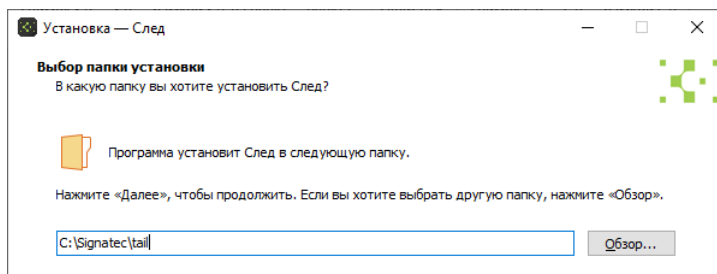 Установка — След
Выбор папки установки
В какую папку вы хотите установить След?
Программа установит След в следующую папку.
Нажмите «Далее», чтобы продолжить. Если вы хотите выбрать другую папку, нажмите «Обзор».
C:\Signatec\tail
Обзор...